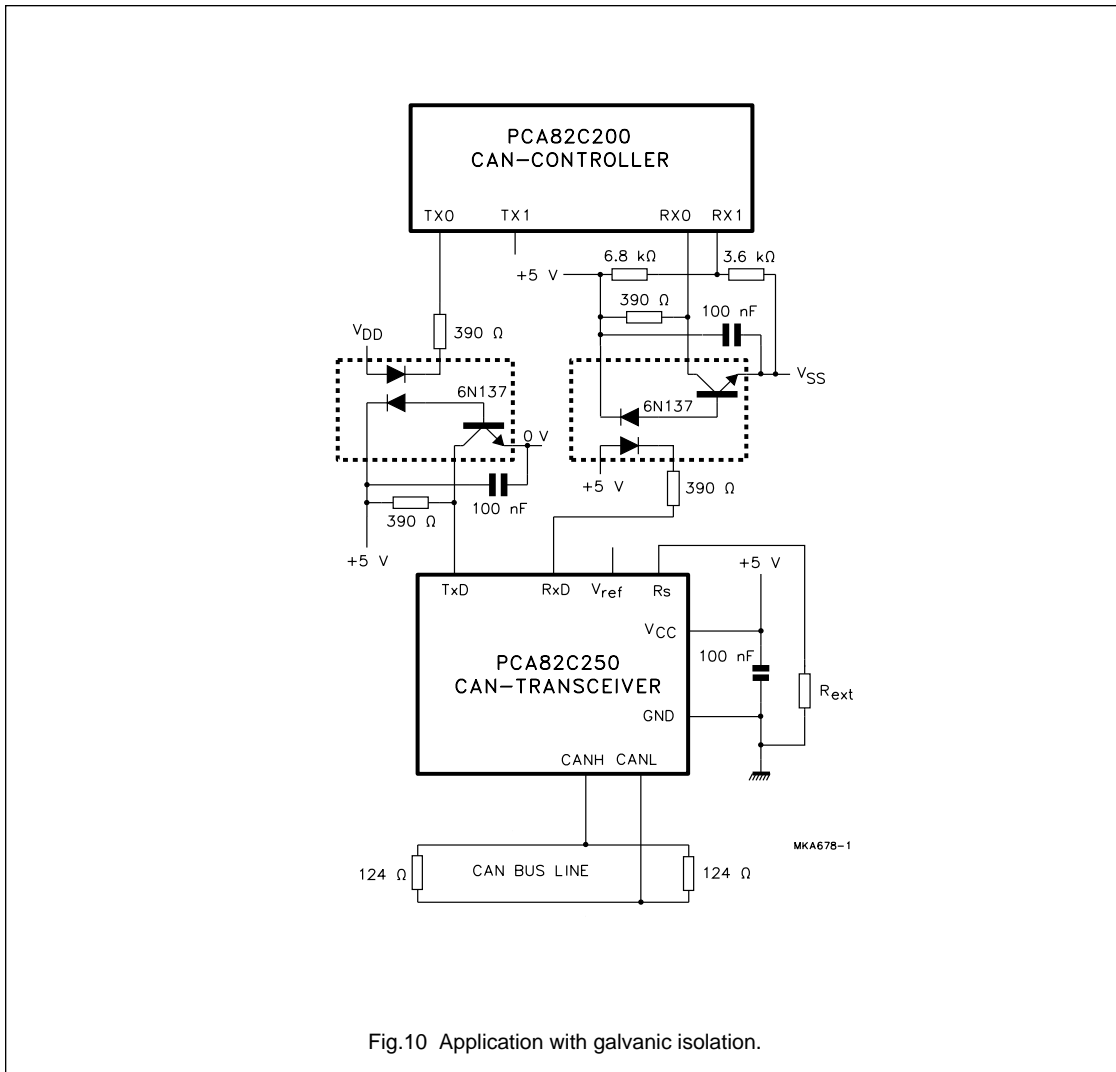 PCA82C200
CAN-CONTROLLER
TX0 TX1 RX0 RX1
6.8 kΩ 3.6 kΩ
+5 V
390 Ω 100 nF
VDD 390 Ω
VSS
6N137 6N137
0 V
+5 V
390 Ω
100 nF
390 Ω
+5 V +5 V
TxD RxD Vref Rs
VCC
PCA82C250
CAN-TRANSCEIVER
100 nF
Rext
GND
CANH CANL
MKA678-1
124 Ω CAN BUS LINE 124 Ω
Fig.10 Application with galvanic isolation.